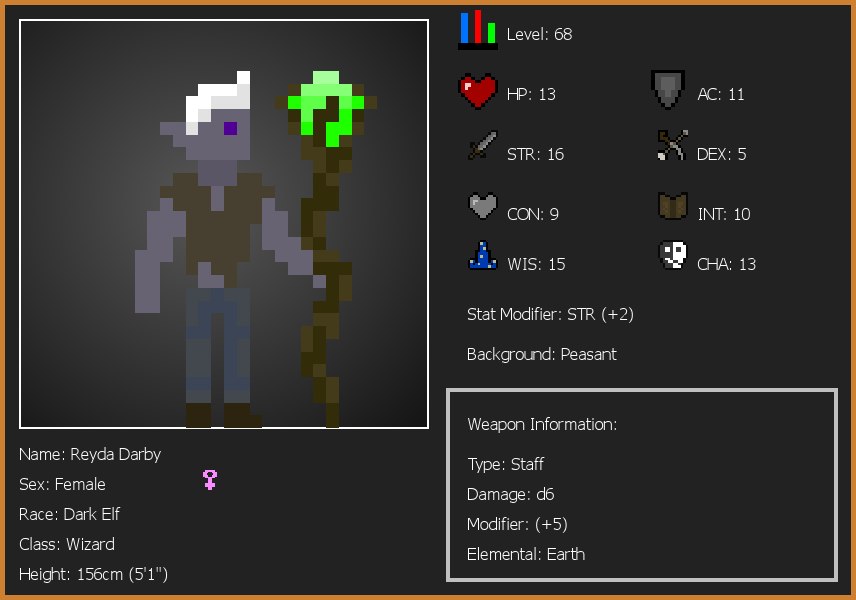 Level: 68
HP: 13
AC: 11
STR: 16
DEX: 5
CON: 9
INT: 10
WIS: 15
CHA: 13
Stat Modifier: STR (+2)
Background: Peasant
Weapon Information:
Type: Staff
Damage: d6
Modifier: (+5)
Elemental: Earth
Name: Reyda Darby
Sex: Female
Race: Dark Elf
Class: Wizard
Height: 156cm (5'1")